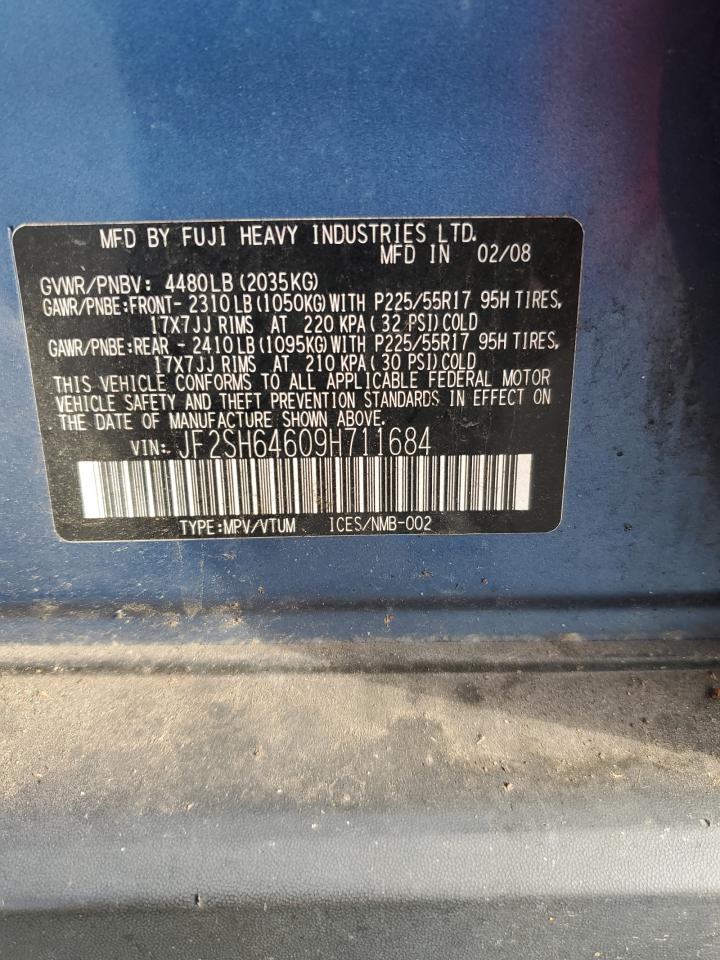 MFD BY FUJI HEAVY INDUSTRIES LTD.
MFD IN 02/08
GVWR/PNBV: 4480LB(2035KG)
GAWR/PNBE:FRONT- 2310LB(1050KG)WITH P225/55R17 95H TIRES,
17X7JJ RIMS AT 220 KPA( 32 PSI)COLD
GAWR/PNBE:REAR - 2410LB(1095KG)WITH P225/55R17 95H TIRES,
17X7JJ RIMS AT 210 KPA( 30 PSI)COLD
THIS VEHICLE CONFORMS TO ALL APPLICABLE FEDERAL MOTOR
VEHICLE SAFETY AND THEFT PREVENTION STANDARDS IN EFFECT ON
THE DATE OF MANUFACTURE SHOWN ABOVE.
VIN: JF2SH64609H711684
TYPE:MPV/VTUM ICES/NMB-002